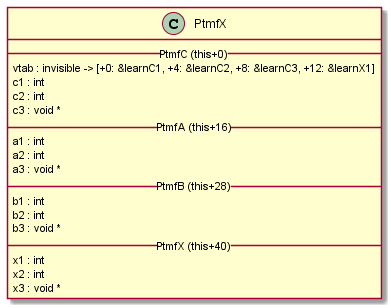 C PtmfX
PtmfC (this+0)
vtab : invisible -> [+0: &learnC1, +4: &learnC2, +8: &learnC3, +12: &learnX1]
c1 : int
c2 : int
c3 : void *
PtmfA (this+16)
a1 : int
a2 : int
a3 : void *
PtmfB (this+28)
b1 : int
b2 : int
b3 : void *
PtmfX (this+40)
x1 : int
x2 : int
x3 : void *